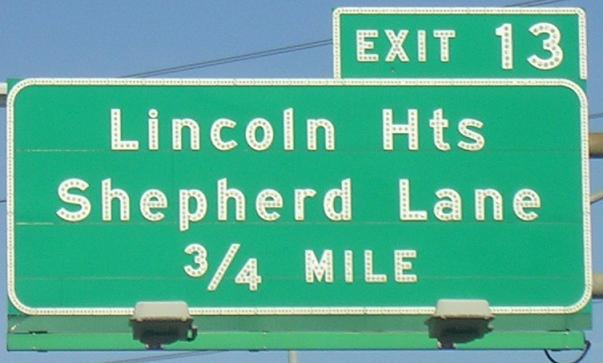 EXIT 13
Lincoln Hts
Shepherd Lane
3/4 MILE